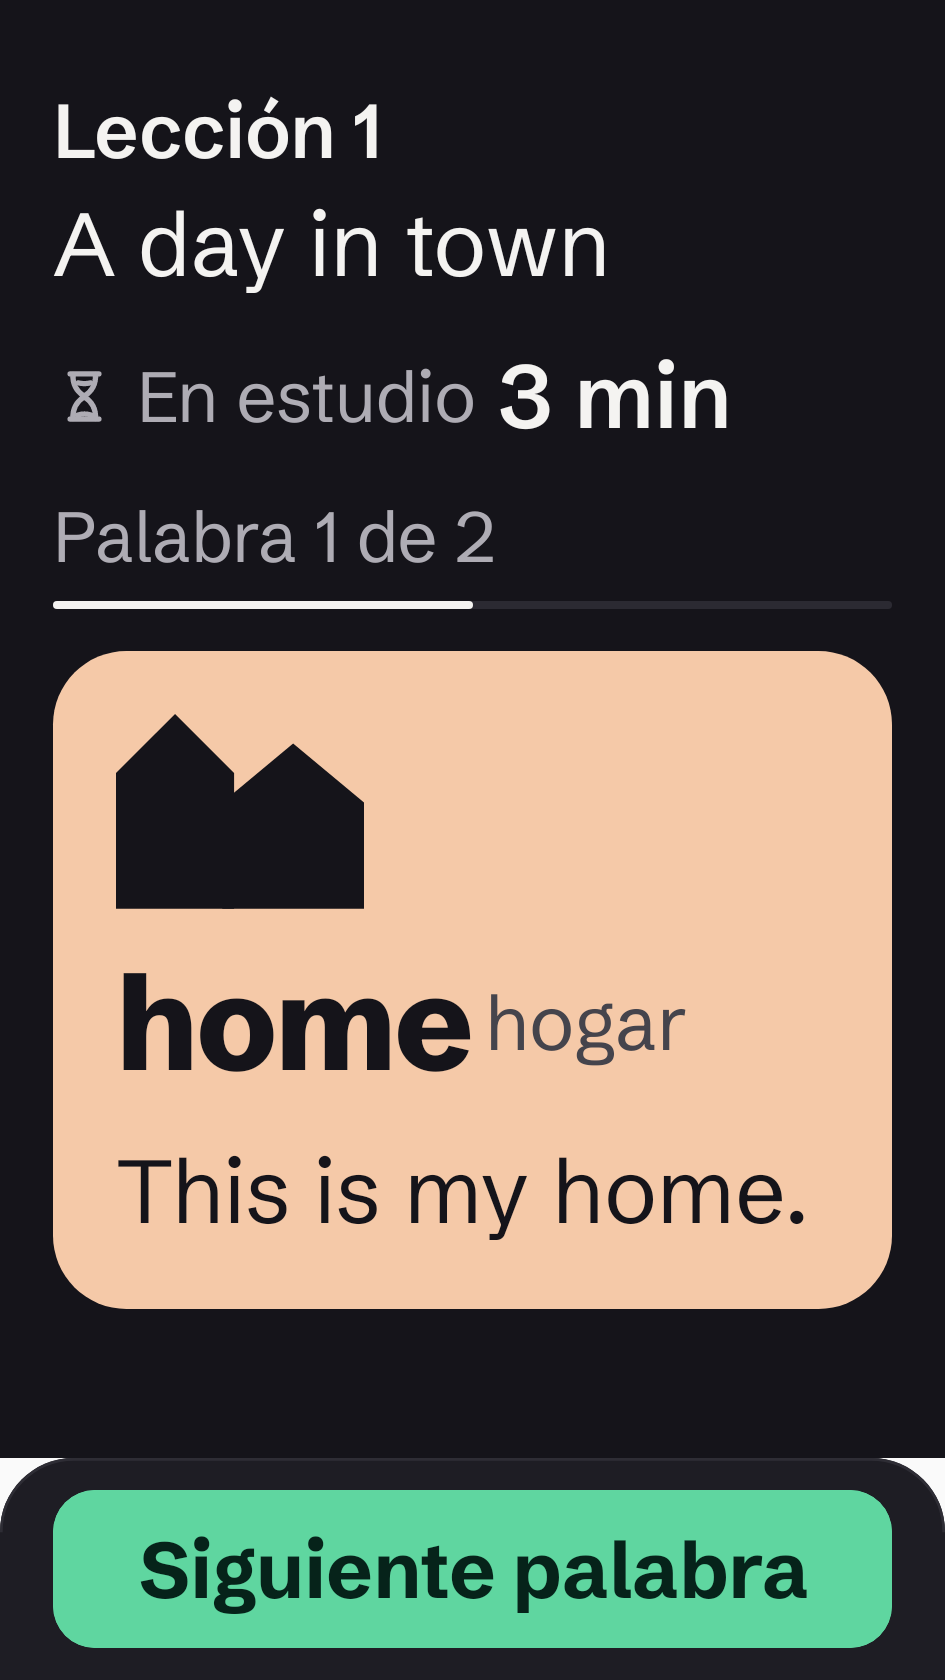 Lección 1
A day in town
En estudio 3 min
Palabra 1 de 2
home hogar
This is my home.
Siguiente palabra